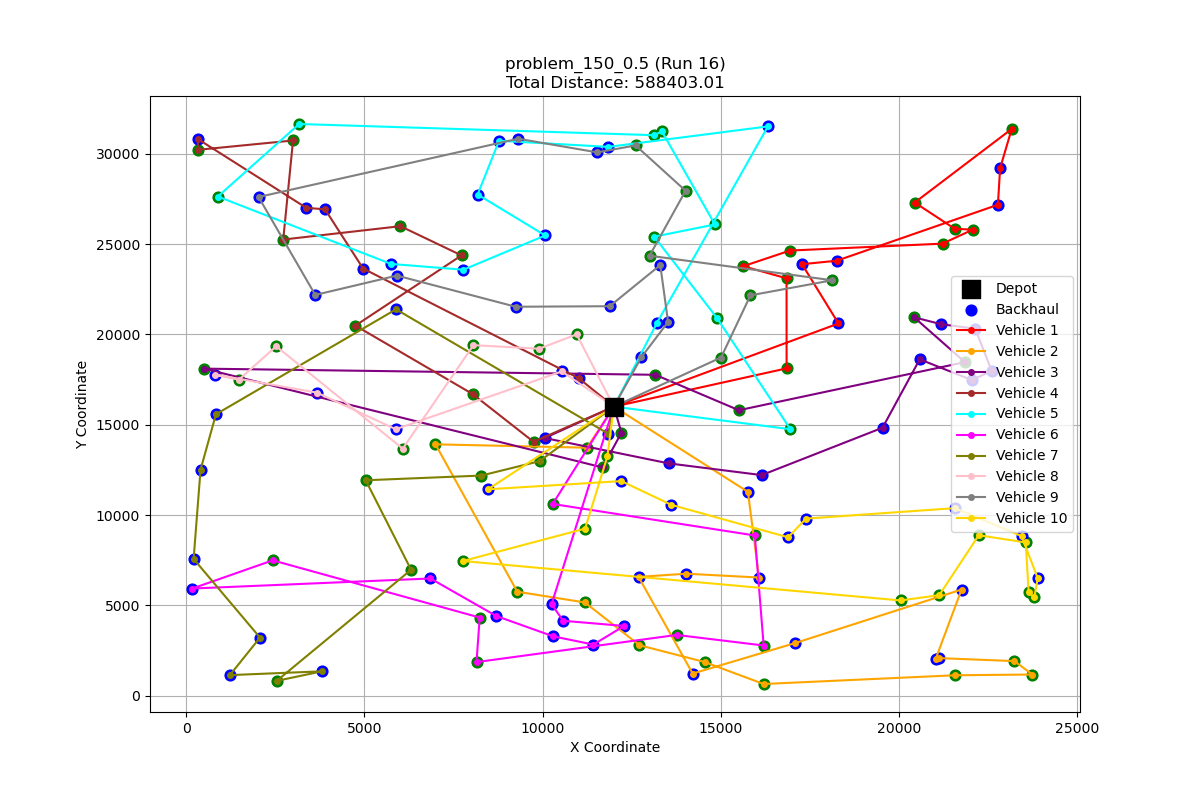 problem_150_0.5 (Run 16)
Total Distance: 588403.01
Y Coordinate
30000
25000
20000
15000
10000
5000
0
Depot
Backhaul
Vehicle 1
Vehicle 2
Vehicle 3
Vehicle 4
Vehicle 5
Vehicle 6
Vehicle 7
Vehicle 8
Vehicle 9
Vehicle 10
0
5000
10000
15000
20000
25000
X Coordinate